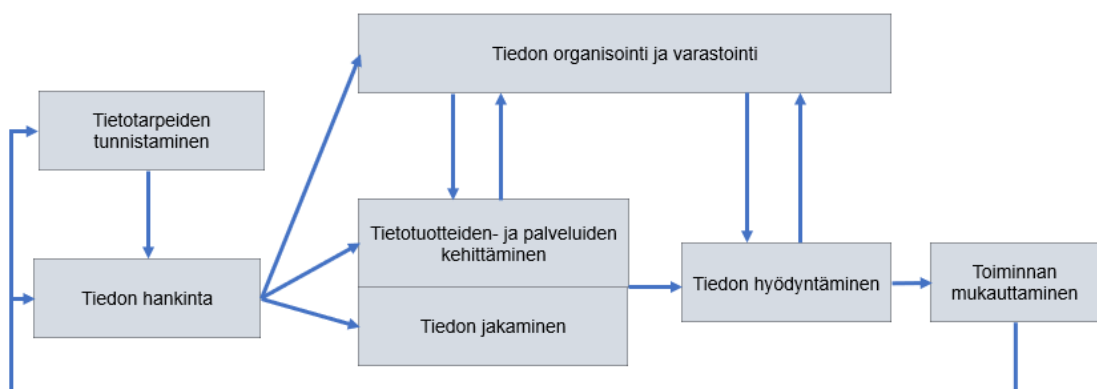 Tiedon organisointi ja varastointi
Tietotarpeiden
tunnistaminen
Tietotuotteiden- ja palveluiden
kehittäminen
Tiedon hankinta
Tiedon jakaminen
Tiedon hyödyntäminen
Toiminnan
mukauttaminen